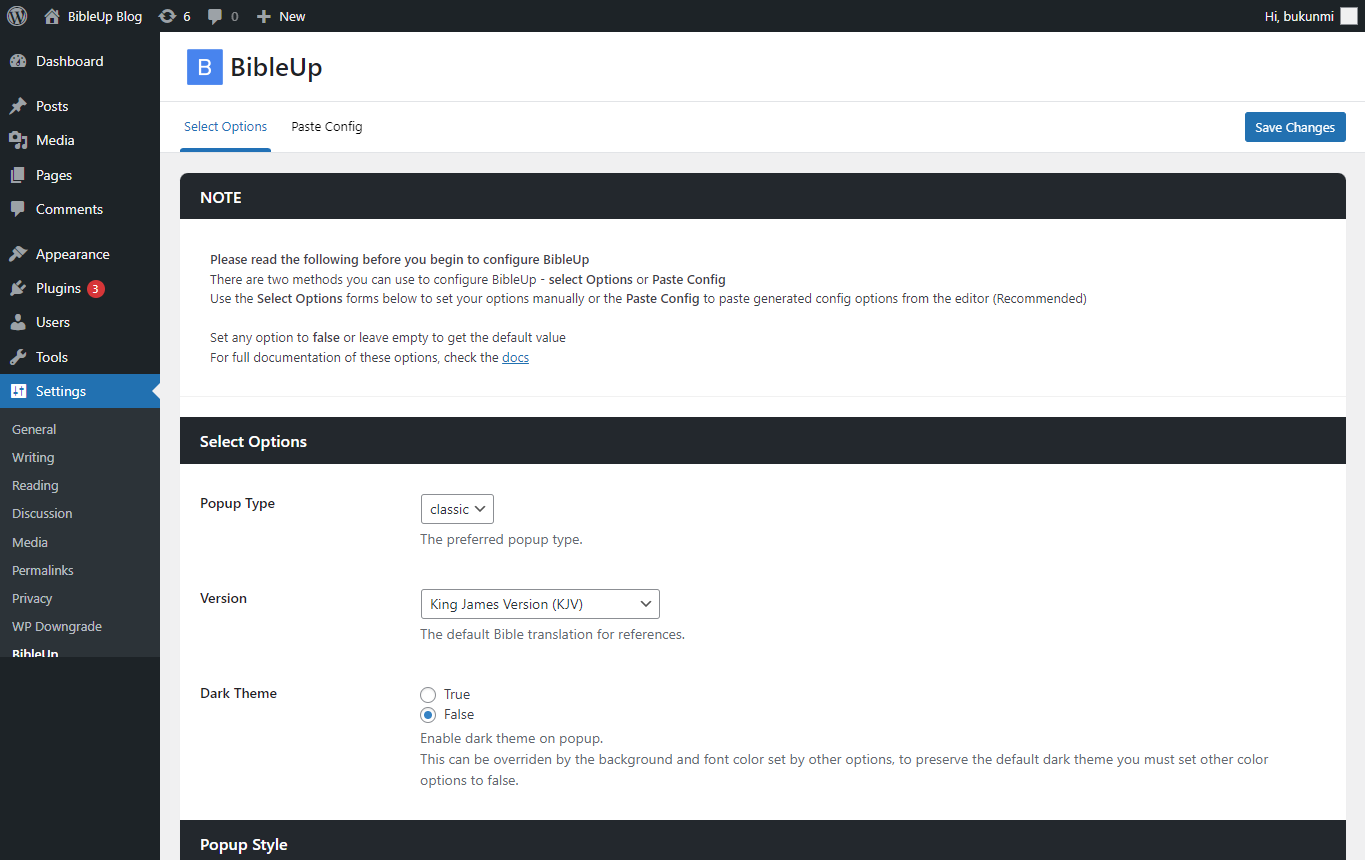 BibleUp Blog
6
0
New
Hi, bukunmi
Dashboard
Posts
Media
Pages
Comments
Appearance
Plugins 3
Users
Tools
Settings
General
Writing
Reading
Discussion
Media
Permalinks
Privacy
WP Downgrade
BibleUp
B BibleUp
Select Options
Paste Config
Save Changes
NOTE
Please read the following before you begin to configure BibleUp
There are two methods you can use to configure BibleUp - select Options or Paste Config
Use the Select Options forms below to set your options manually or the Paste Config to paste generated config options from the editor (Recommended)
Set any option to false or leave empty to get the default value
For full documentation of these options, check the docs
Select Options
Popup Type
classic
The preferred popup type.
Version
King James Version (KJV)
The default Bible translation for references.
Dark Theme
True
False
Enable dark theme on popup.
This can be overriden by the background and font color set by other options, to preserve the default dark theme you must set other color
options to false.
Popup Style